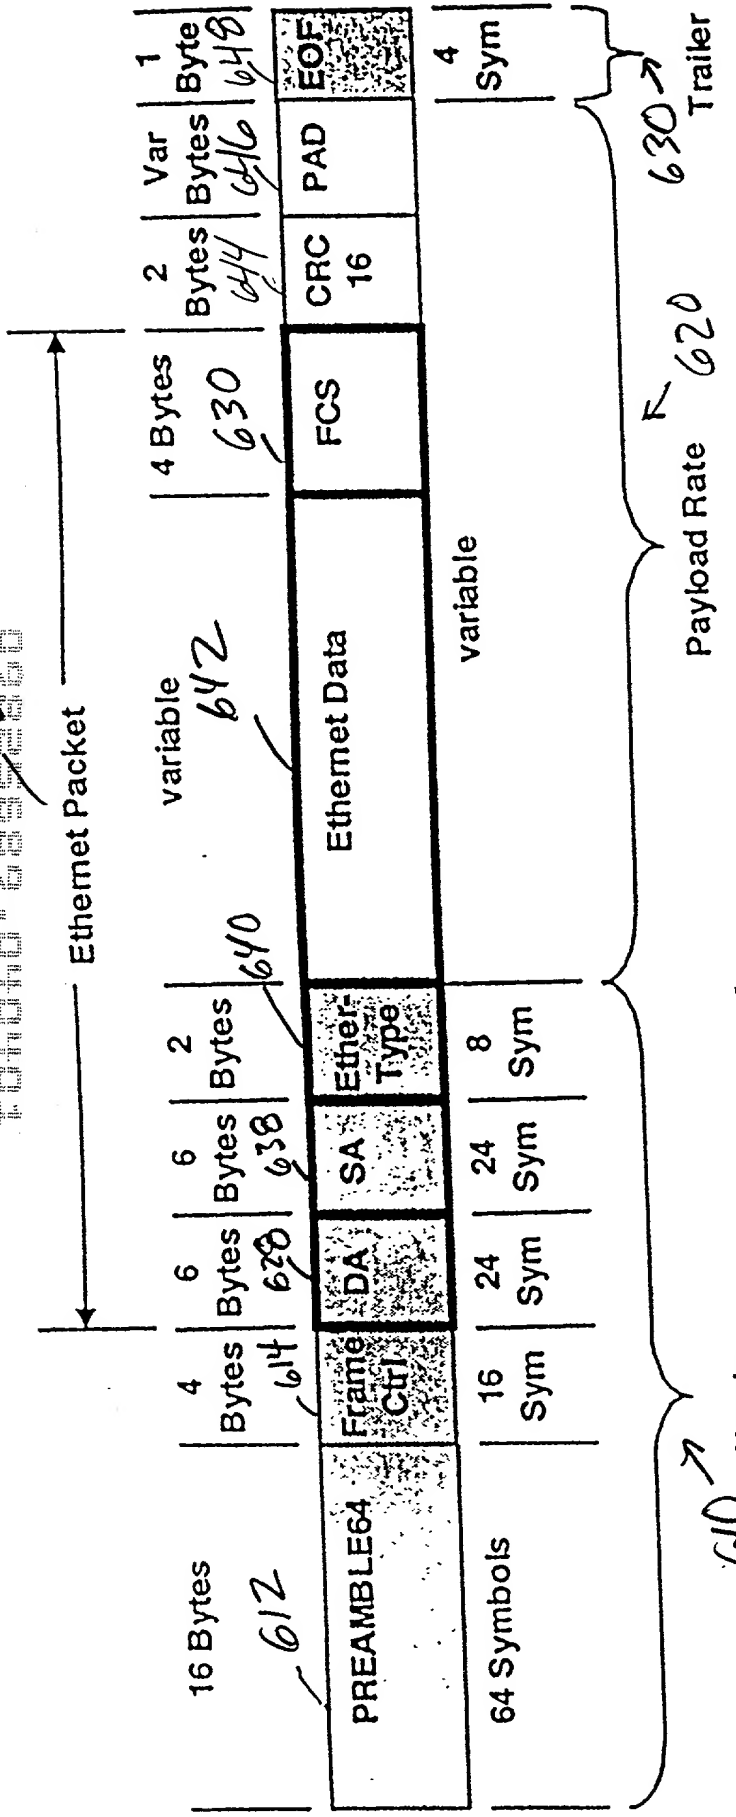 Ethernet Packet
16 Bytes
612
4
Bytes
614
6
Bytes
628
6
Bytes
638
2
Bytes
640
variable
642
4 Bytes
630
2
Bytes
644
Var
Bytes
646
1
Byte
648
PREAMBLE64
Frame
Ctrl
DA
SA
Ether-
Type
Ethernet Data
FCS
CRC
16
PAD
EOF
64 Symbols
16
Sym
24
Sym
24
Sym
8
Sym
variable
4
Sym
610
Payload Rate
620
630
Trailer